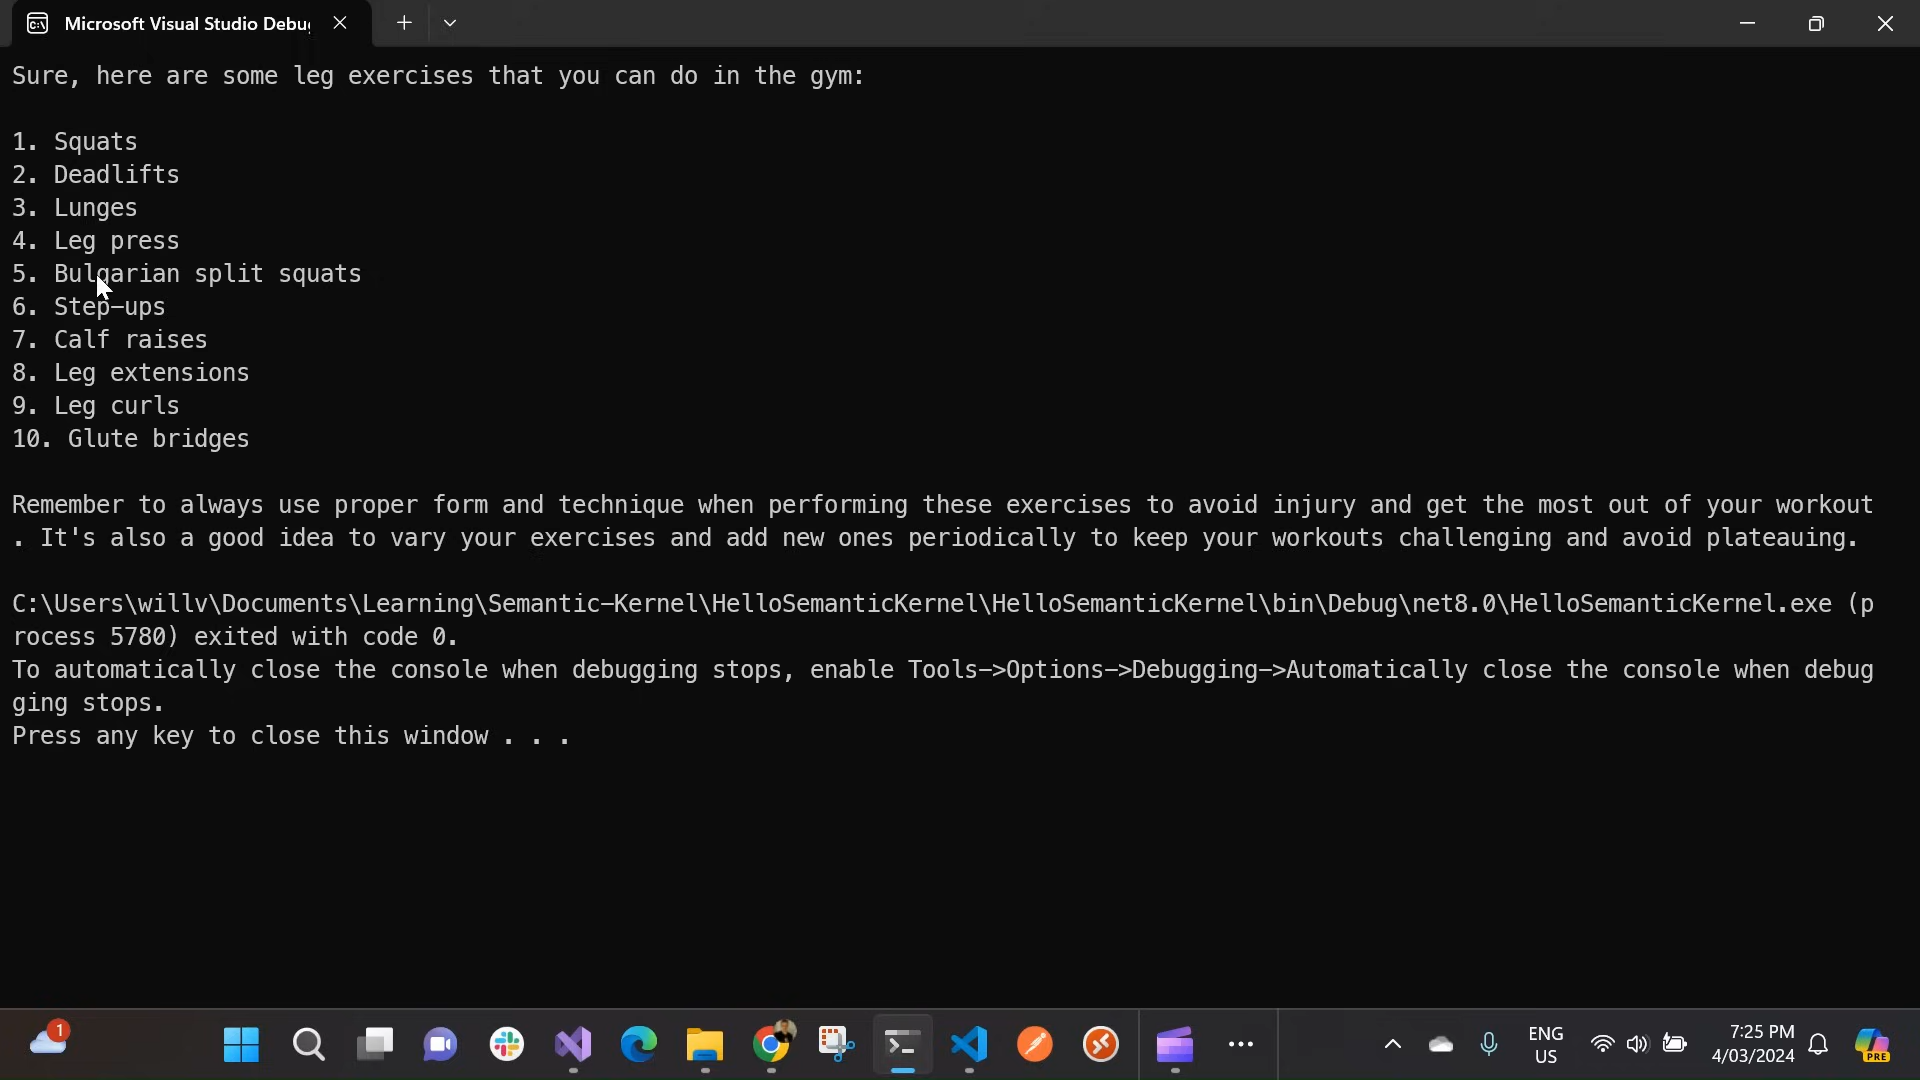 Microsoft Visual Studio Debu
Sure, here are some leg exercises that you can do in the gym:
1. Squats
2. Deadlifts
3. Lunges
4. Leg press
5. Bulgarian split squats
6. Step-ups
7. Calf raises
8. Leg extensions
9. Leg curls
10. Glute bridges
Remember to always use proper form and technique when performing these exercises to avoid injury and get the most out of your workout
. It's also a good idea to vary your exercises and add new ones periodically to keep your workouts challenging and avoid plateauing.
C:\Users\willv\Documents\Learning\Semantic-Kernel\HelloSemanticKernel\HelloSemanticKernel\bin\Debug\net8.0\HelloSemanticKernel.exe (p
rocess 5780) exited with code 0.
To automatically close the console when debugging stops, enable Tools->Options->Debugging->Automatically close the console when debug
ging stops.
Press any key to close this window . . .
1
ENG
US
7:25 PM
4/03/2024
PRE